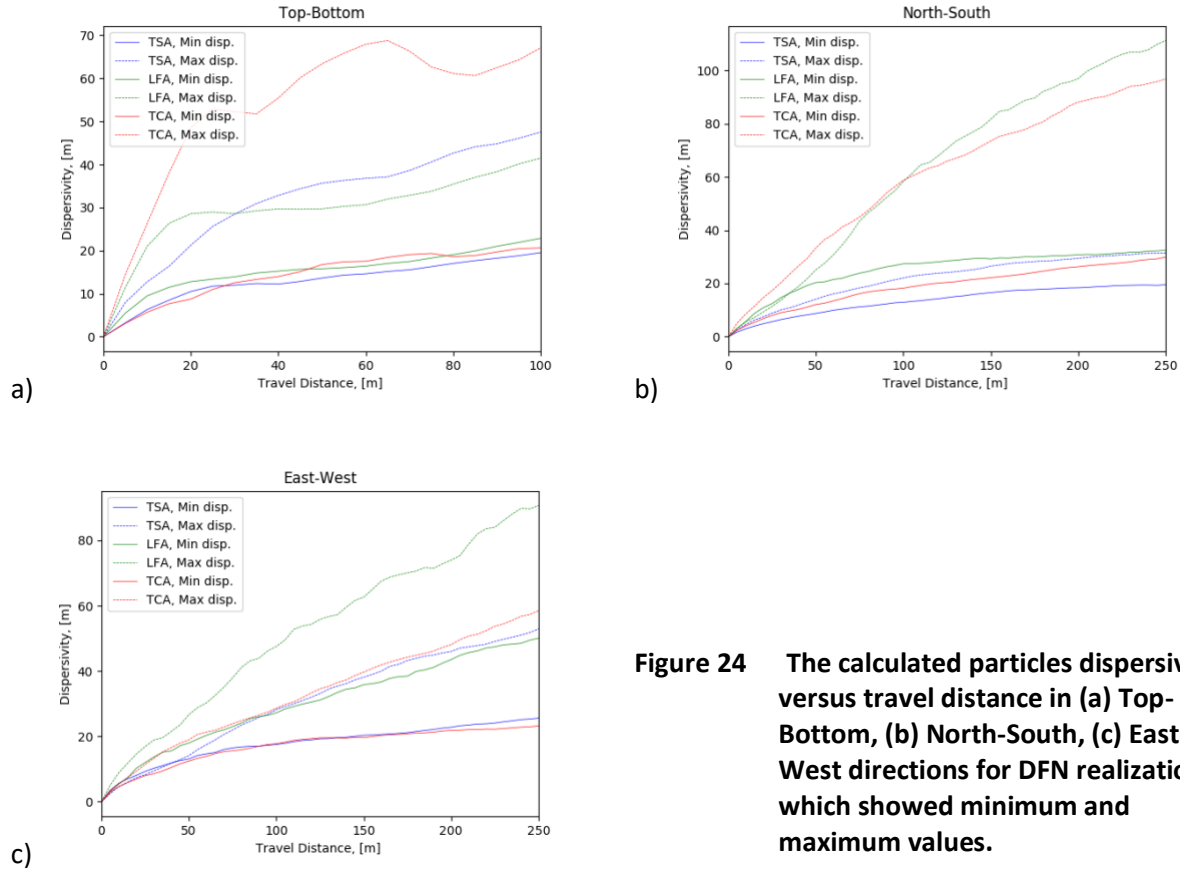 Top-Bottom
70
60
50
40
30
20
10
0
Dispersivity, [m]
TSA, Min disp.
TSA, Max disp.
LFA, Min disp.
LFA, Max disp.
TCA, Min disp.
TCA, Max disp.
0 20 40 60 80 100
Travel Distance, [m]
a)
North-South
100
80
60
40
20
0
Dispersivity, [m]
TSA, Min disp.
TSA, Max disp.
LFA, Min disp.
LFA, Max disp.
TCA, Min disp.
TCA, Max disp.
0 50 100 150 200 250
Travel Distance, [m]
b)
East-West
80
60
40
20
0
Dispersivity, [m]
TSA, Min disp.
TSA, Max disp.
LFA, Min disp.
LFA, Max disp.
TCA, Min disp.
TCA, Max disp.
0 50 100 150 200 250
Travel Distance, [m]
c)
Figure 24 The calculated particles
versus travel distance in (a) Top-
Bottom, (b) North-South, (c) East
West directions for DFN
which showed minimum and
maximum values.